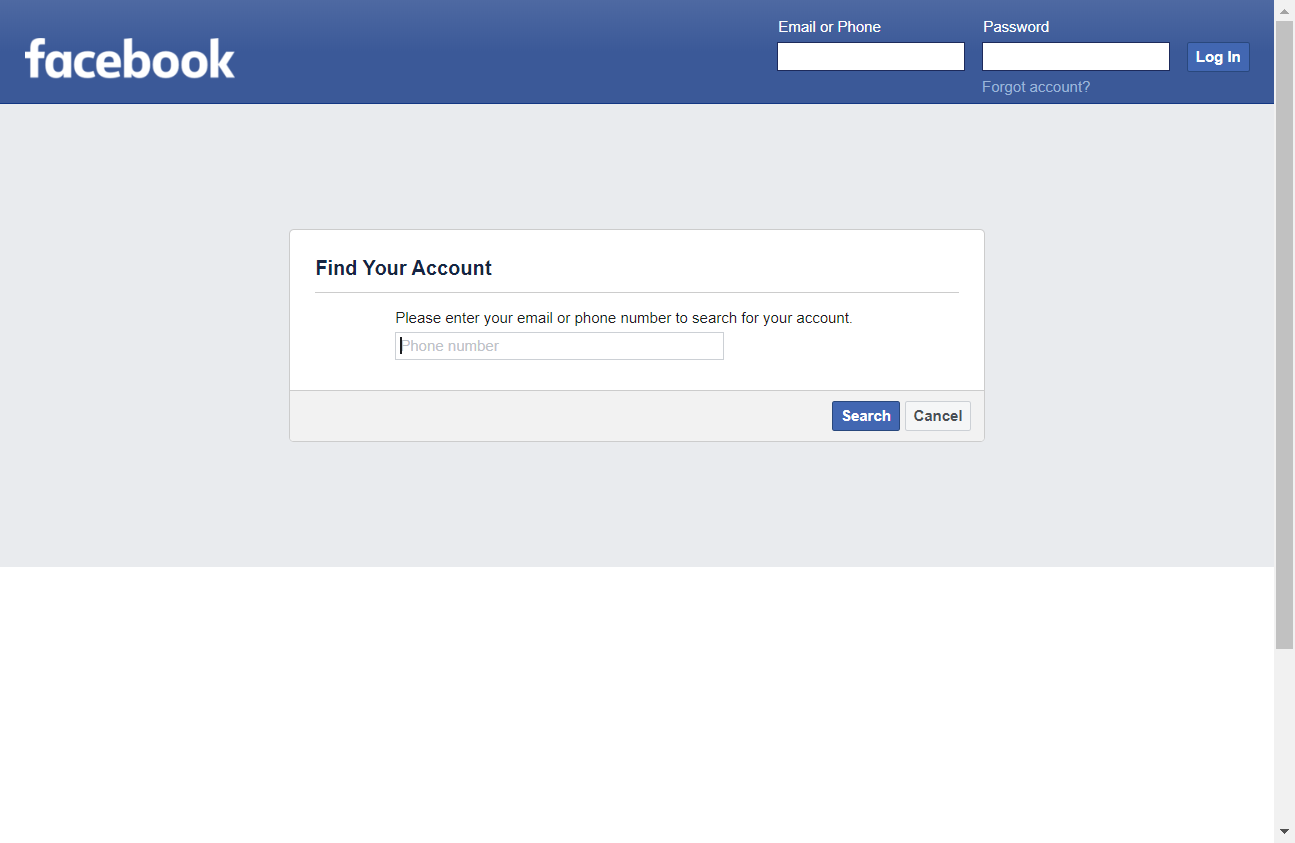 facebook
Email or Phone
Password
Log In
Forgot account?
Find Your Account
Please enter your email or phone number to search for your account.
Phone number
Search
Cancel